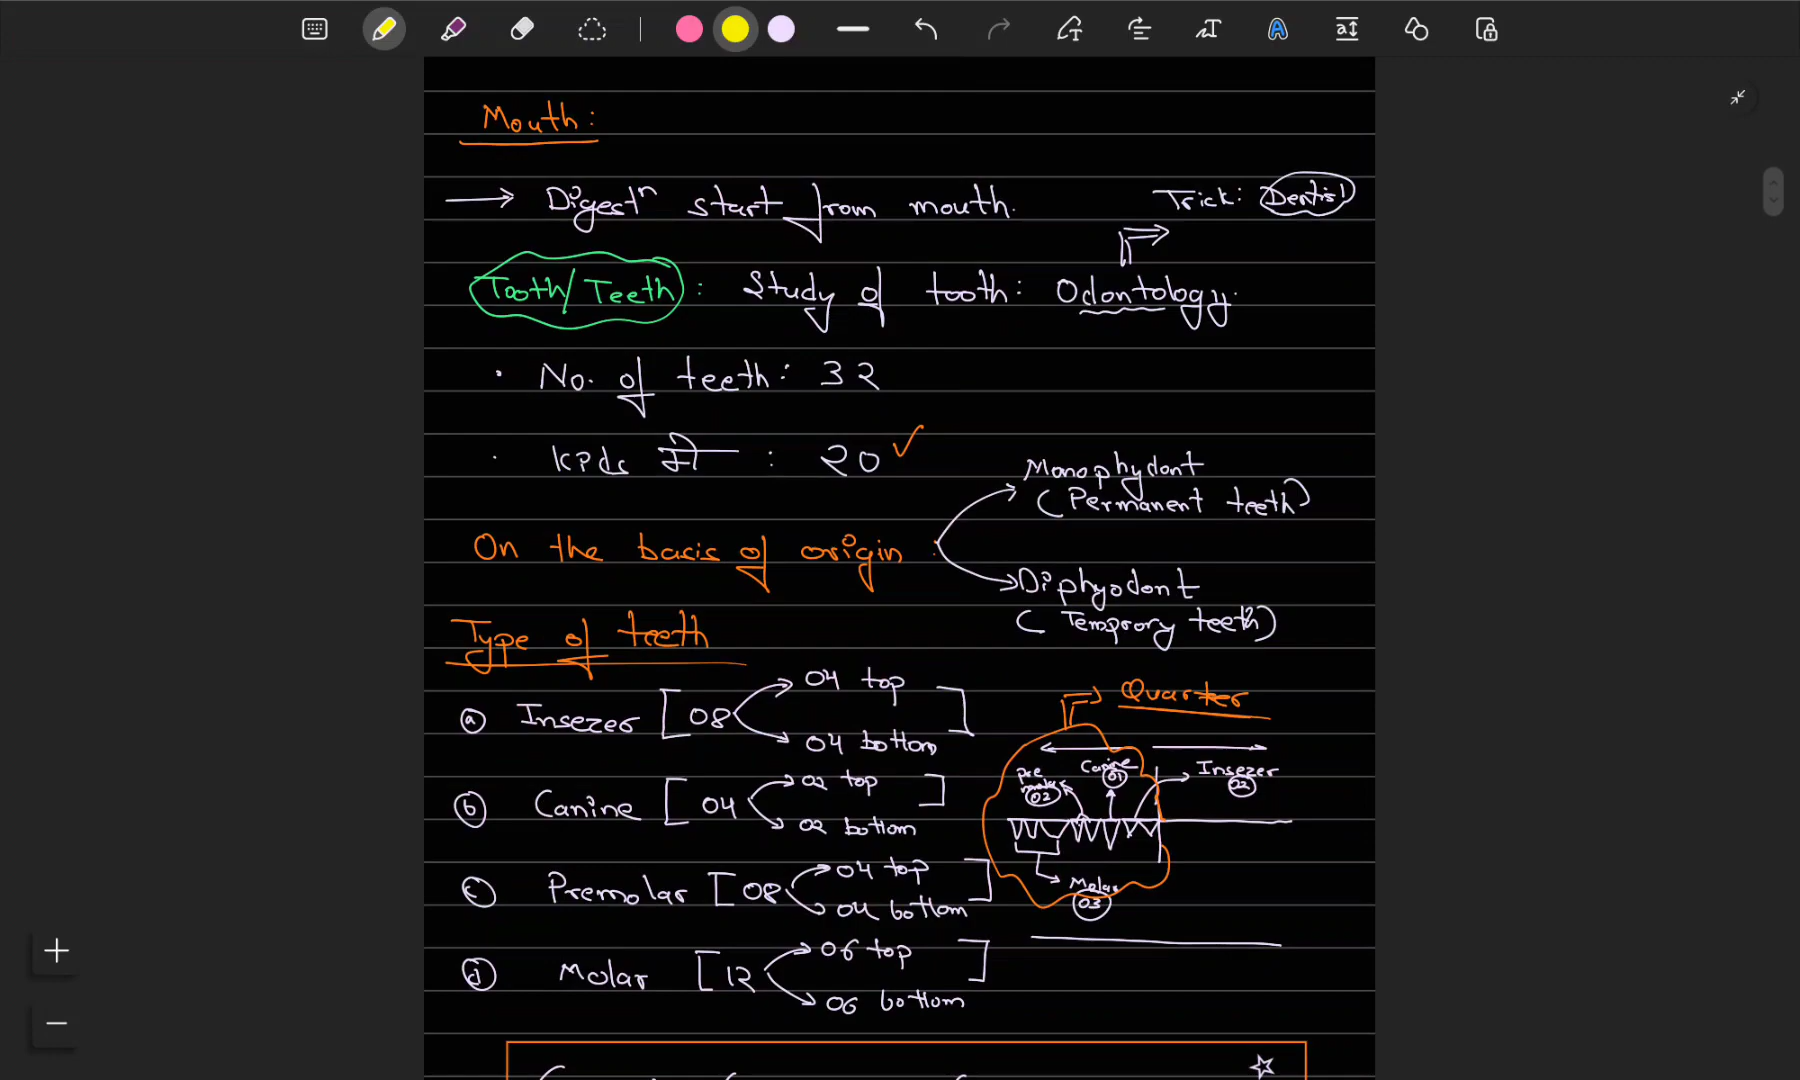 Mouth:
→ Digestⁿ start from mouth.
Trick: Dentist
Tooth/Teeth : Study of tooth: Odontology.
• No. of teeth: 32
• Kids में : 20 ✓
On the basis of origin :
Monophydont
(Permanent teeth)
Diphyodont
(Temprory teeth)
Type of teeth
(a) Insezer [08
04 top
04 bottom]
(b) Canine [04
02 top
02 bottom]
(c) Premolar [08
04 top
04 bottom]
(d) Molar [12
06 top
06 bottom]
Quarter
Pre molar 02
Canine 01
Insezer 02
Molar 03